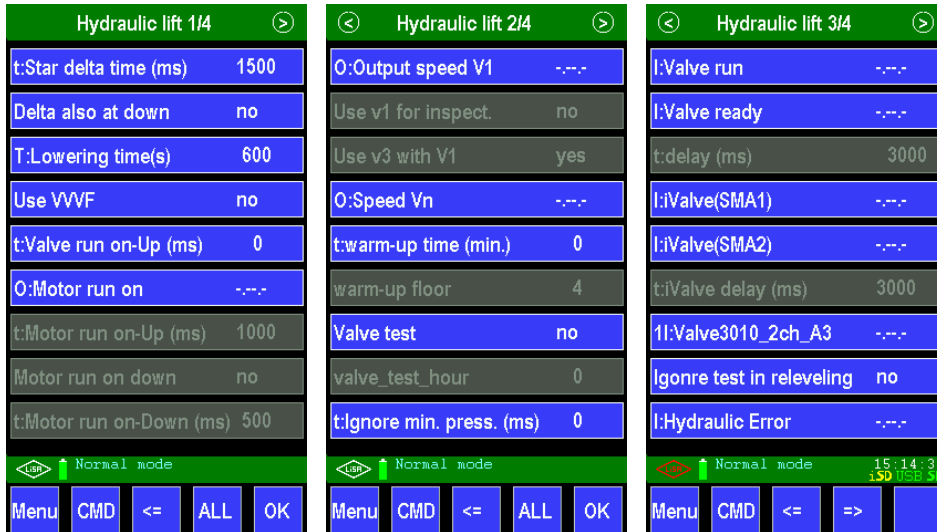 Hydraulic lift 1/4 >
t:Star delta time (ms) 1500
Delta also at down no
T:Lowering time(s) 600
Use VVVF no
t:Valve run on-Up (ms) 0
O:Motor run on -.--.-
t:Motor run on-Up (ms) 1000
Motor run on down no
t:Motor run on-Down (ms) 500
LiSA Normal mode
Menu CMD <= ALL OK
< Hydraulic lift 2/4 >
O:Output speed V1 -.--.-
Use v1 for inspect. no
Use v3 with V1 yes
O:Speed Vn -.--.-
t:warm-up time (min.) 0
warm-up floor 4
Valve test no
valve_test_hour 0
t:Ignore min. press. (ms) 0
LiSA Normal mode
Menu CMD <= ALL OK
< Hydraulic lift 3/4 >
I:Valve run -.--.-
I:Valve ready -.--.-
t:delay (ms) 3000
I:iValve(SMA1) -.--.-
I:iValve(SMA2) -.--.-
t:iValve delay (ms) 3000
1I:Valve3010_2ch_A3 -.--.-
Igonre test in releveling no
I:Hydraulic Error -.--.-
LiSA Normal mode 15:14:3
iSD USB S
Menu CMD <= =>